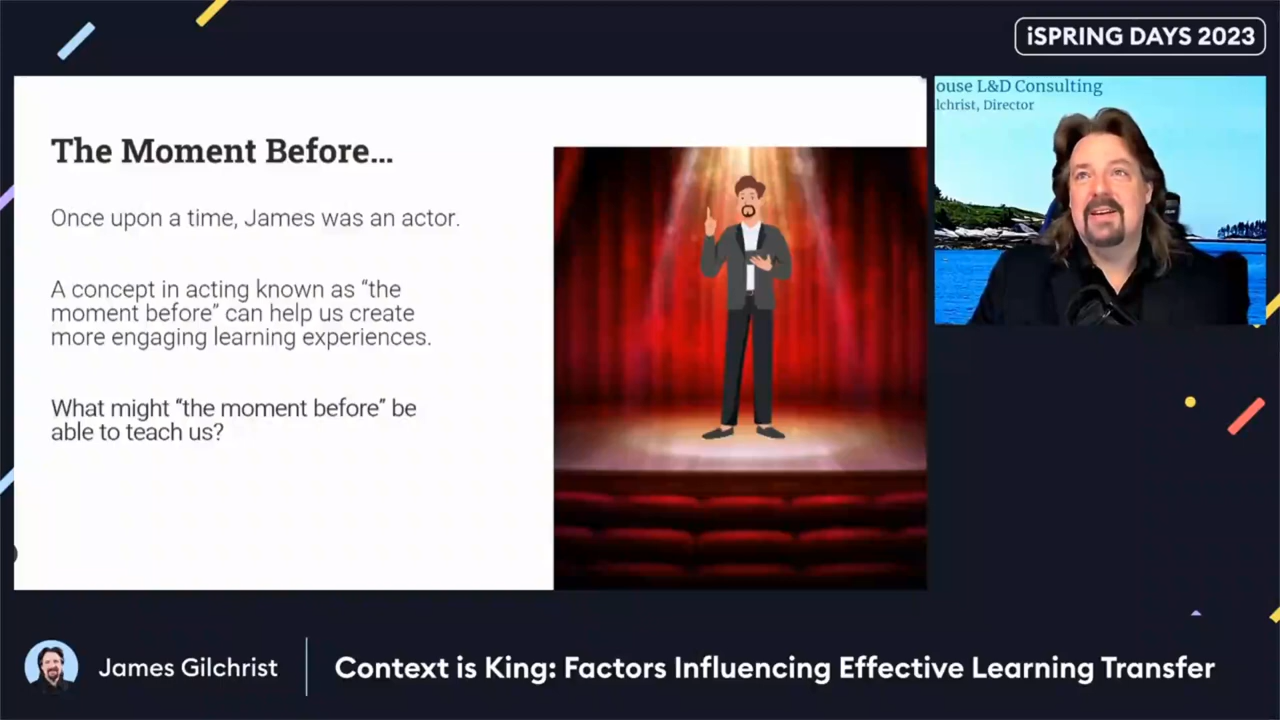 iSPRING DAYS 2023
The Moment Before...
Once upon a time, James was an actor.
A concept in acting known as “the
moment before” can help us create
more engaging learning experiences.
What might “the moment before” be
able to teach us?
ouse L&D Consulting
lchrist, Director
James Gilchrist
Context is King: Factors Influencing Effective Learning Transfer